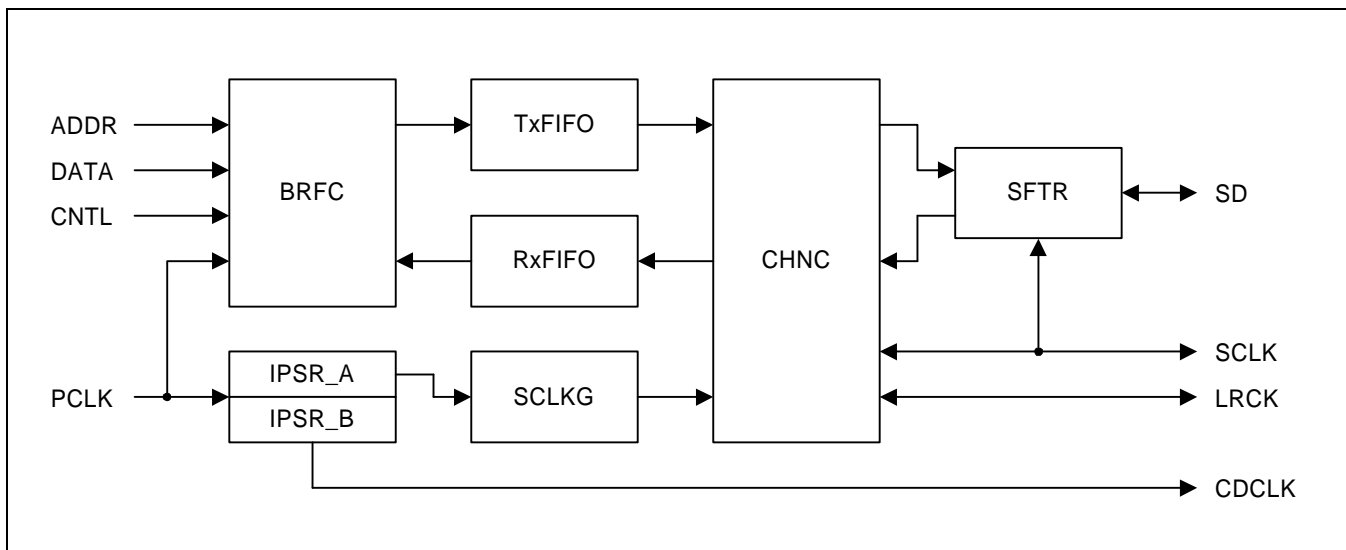 ADDR
DATA
CNTL
PCLK
BRFC
TxFIFO
RxFIFO
IPSR_A
IPSR_B
SCLKG
CHNC
SFTR
SD
SCLK
LRCK
CDCLK